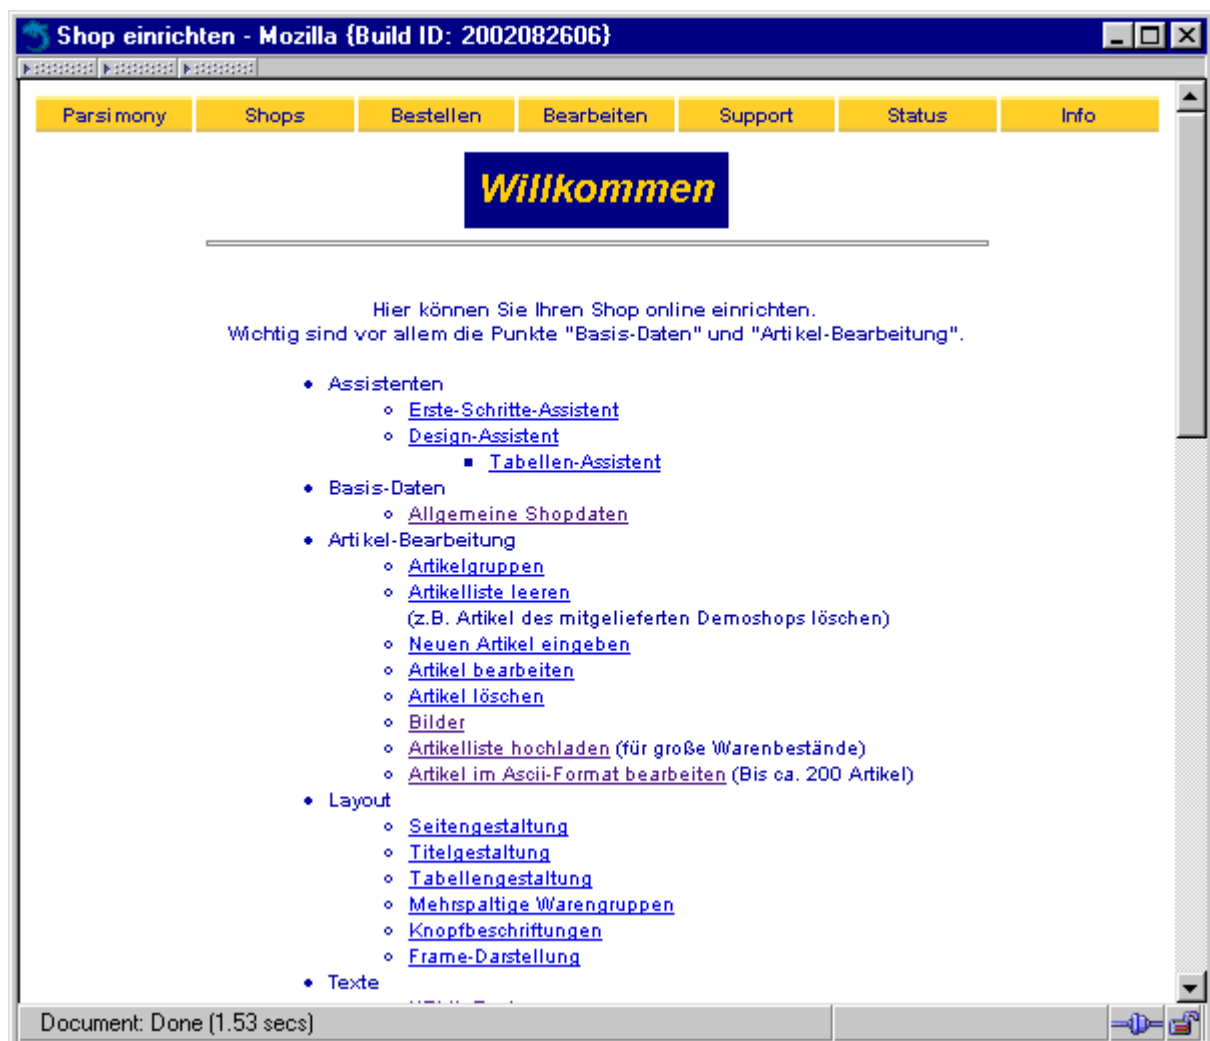 Shop einrichten - Mozilla {Build ID: 2002082606}
Parsimony Shops Bestellen Bearbeiten Support Status Info
Willkommen
Hier können Sie Ihren Shop online einrichten.
Wichtig sind vor allem die Punkte "Basis-Daten" und "Artikel-Bearbeitung".
Assistenten
Erste-Schritte-Assistent
Design-Assistent
Tabellen-Assistent
Basis-Daten
Allgemeine Shopdaten
Artikel-Bearbeitung
Artikelgruppen
Artikelliste leeren
(z.B. Artikel des mitgelieferten Demoshops löschen)
Neuen Artikel eingeben
Artikel bearbeiten
Artikel löschen
Bilder
Artikelliste hochladen (für große Warenbestände)
Artikel im Ascii-Format bearbeiten (Bis ca. 200 Artikel)
Layout
Seitengestaltung
Titelgestaltung
Tabellengestaltung
Mehrspaltige Warengruppen
Knopfbeschriftungen
Frame-Darstellung
Texte
Document: Done (1.53 secs)